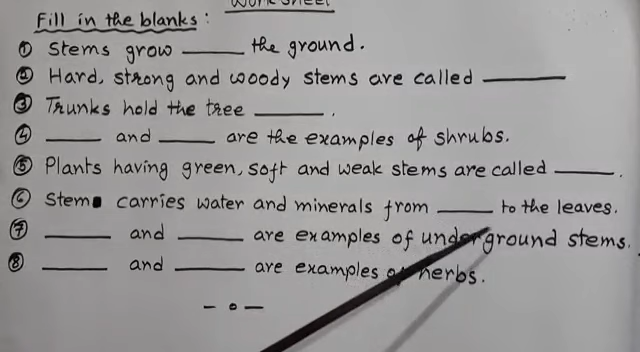 Worksheet
Fill in the blanks:
① Stems grow ______ the ground.
② Hard, strong and woody stems are called ______
③ Trunks hold the tree ______.
④ ______ and ______ are the examples of shrubs.
⑤ Plants having green, soft and weak stems are called ______.
⑥ Stem carries water and minerals from ______ to the leaves.
⑦ ______ and ______ are examples of underground stems.
⑧ ______ and ______ are examples of herbs.
— o —